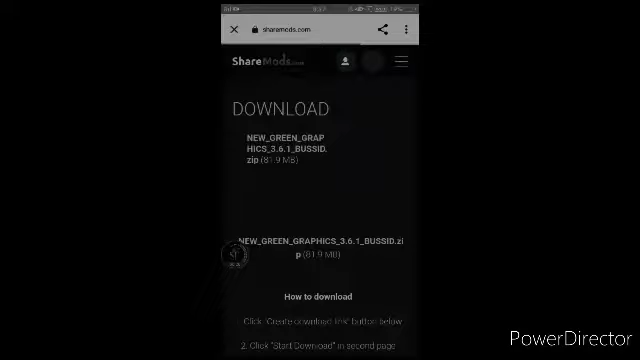 sharemods.com
ShareMods.com
DOWNLOAD
NEW_GREEN_GRAP
HICS_3.6.1_BUSSID.
zip (81.9 MB)
NEW_GREEN_GRAPHICS_3.6.1_BUSSID.zi
p (81.9 MB)
How to download
Click "Create download link" button below
2. Click "Start Download" in second page
PowerDirector